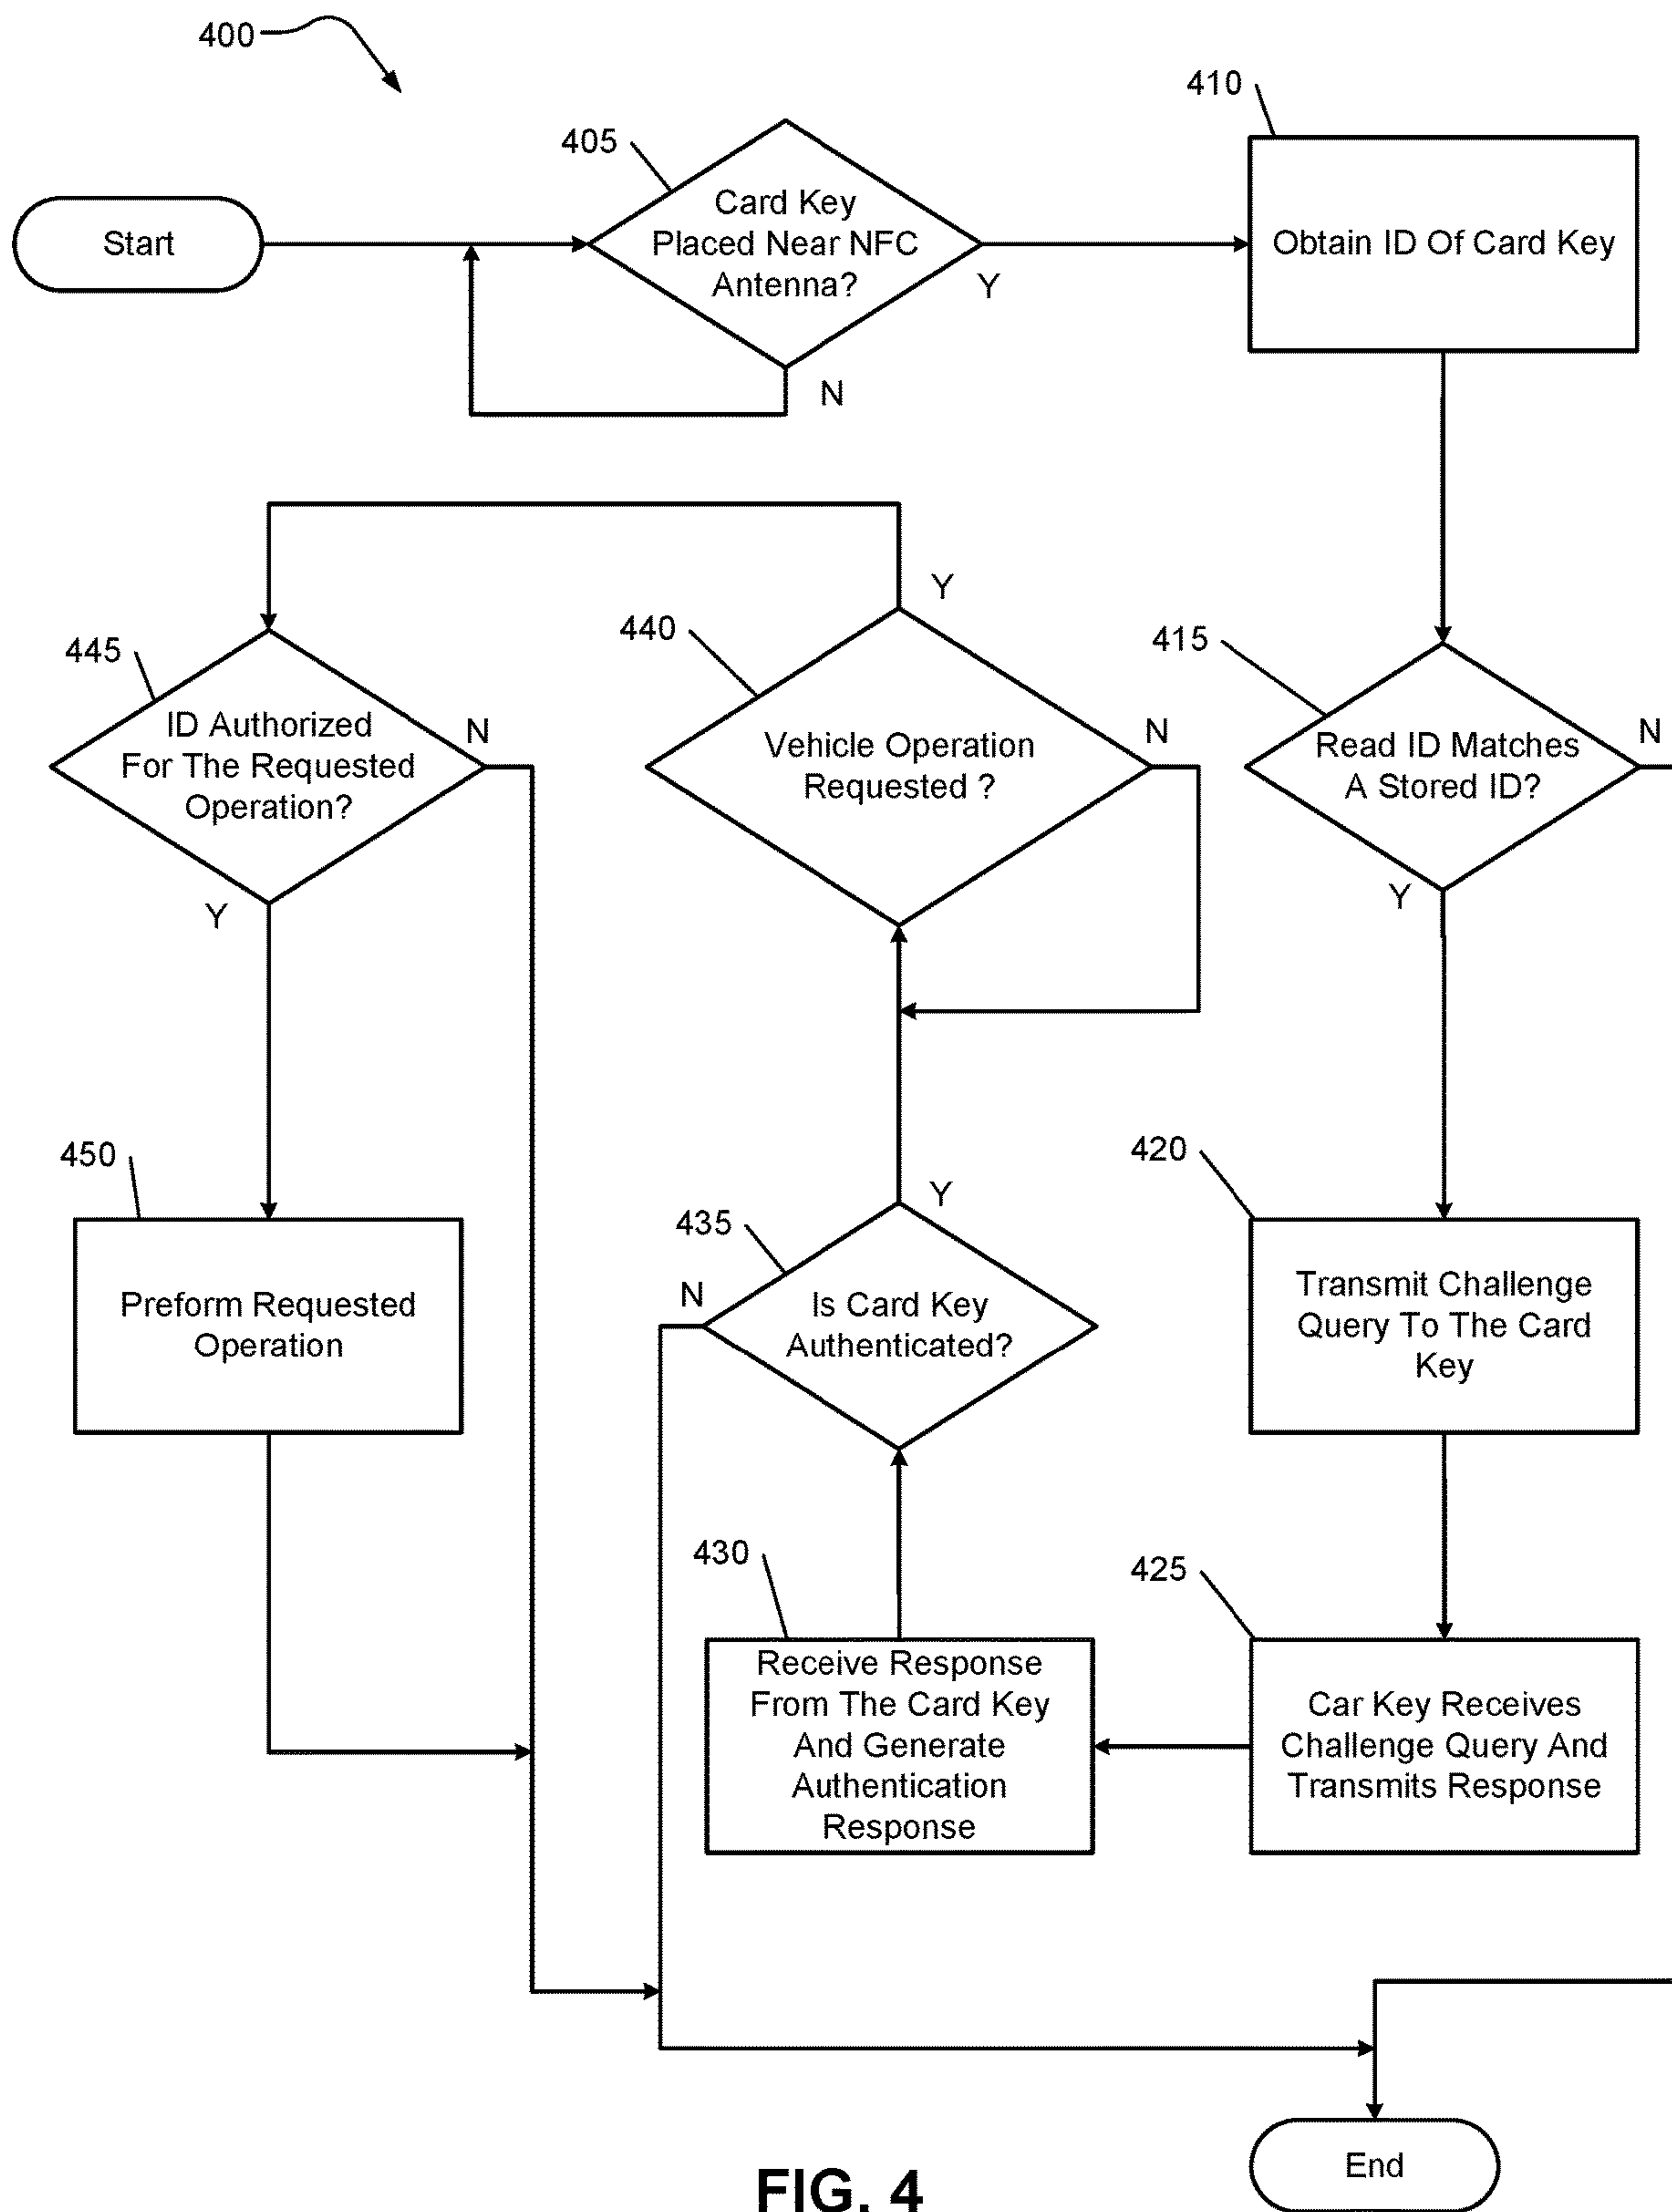 400
405
410
Start
Card Key
Placed Near NFC
Antenna?
Y
N
Obtain ID Of Card Key
415
Read ID Matches
A Stored ID?
N
Y
420
Transmit Challenge
Query To The Card
Key
425
Car Key Receives
Challenge Query And
Transmits Response
430
Receive Response
From The Card Key
And Generate
Authentication
Response
435
Is Card Key
Authenticated?
N
Y
440
Vehicle Operation
Requested ?
N
Y
445
ID Authorized
For The Requested
Operation?
N
Y
450
Preform Requested
Operation
End
FIG. 4